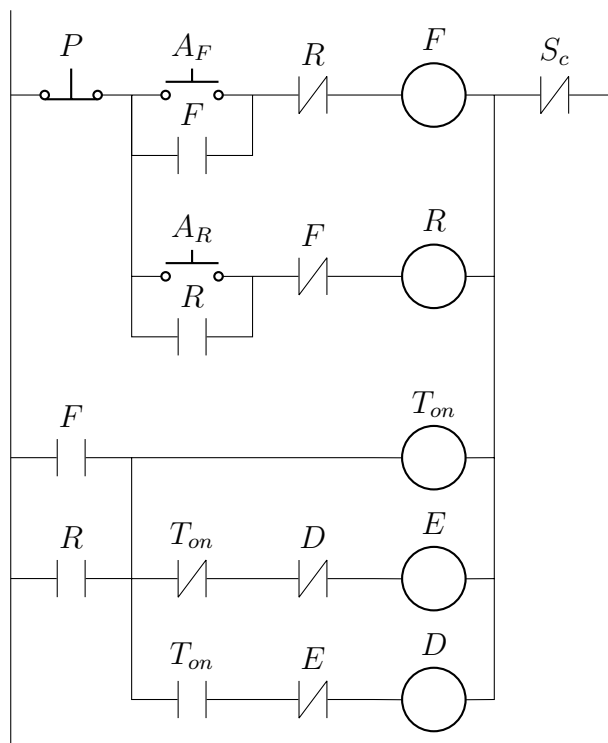 P A_F R F S_c
F
A_R F R
R
F T_on
R T_on D E
T_on E D